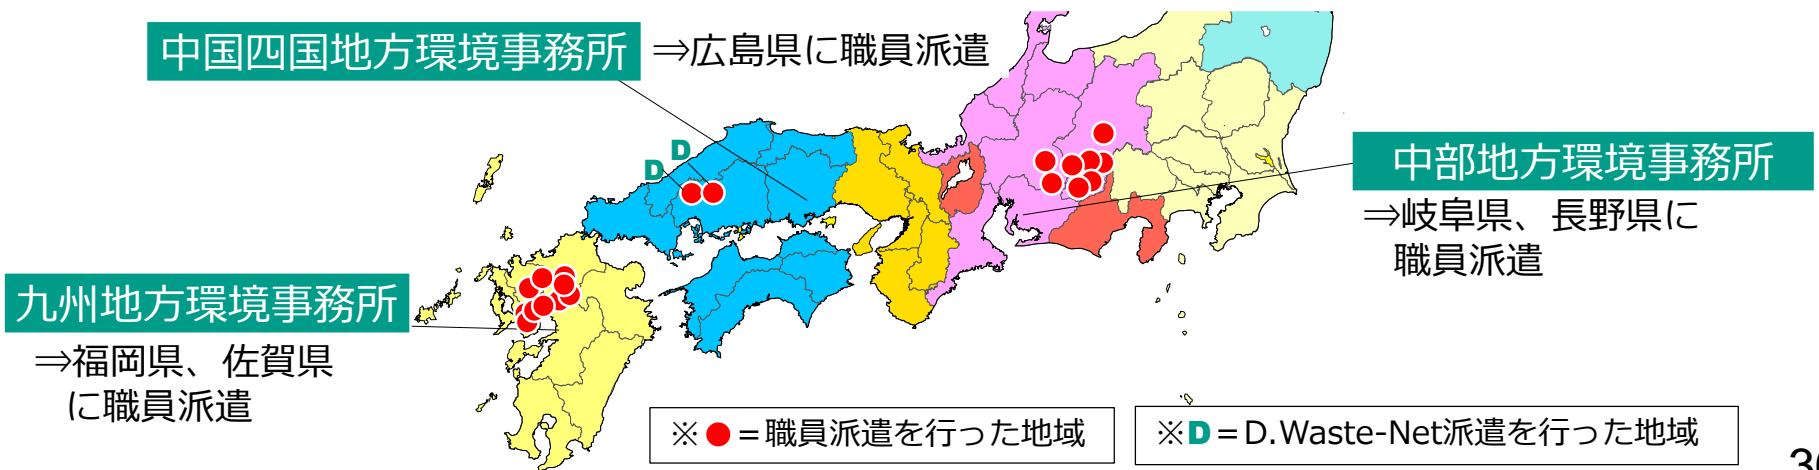 中国四国地方環境事務所
⇒広島県に職員派遣
D
D
中部地方環境事務所
⇒岐阜県、長野県に
職員派遣
九州地方環境事務所
⇒福岡県、佐賀県
に職員派遣
※●=職員派遣を行った地域
※D=D.Waste-Net派遣を行った地域